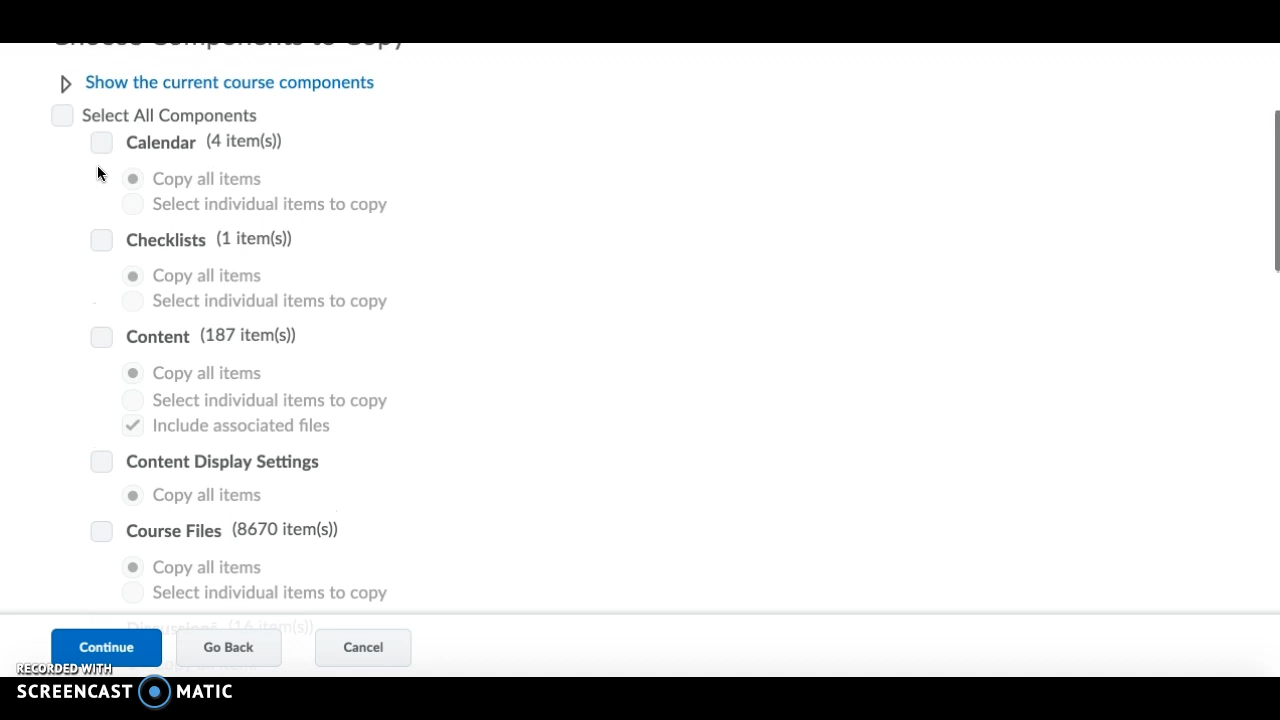 Choose Components to Copy
Show the current course components
Select All Components
Calendar (4 item(s))
Copy all items
Select individual items to copy
Checklists (1 item(s))
Copy all items
Select individual items to copy
Content (187 item(s))
Copy all items
Select individual items to copy
Include associated files
Content Display Settings
Copy all items
Course Files (8670 item(s))
Copy all items
Select individual items to copy
Discussions (16 item(s))
Continue Go Back Cancel
RECORDED WITH
SCREENCAST MATIC